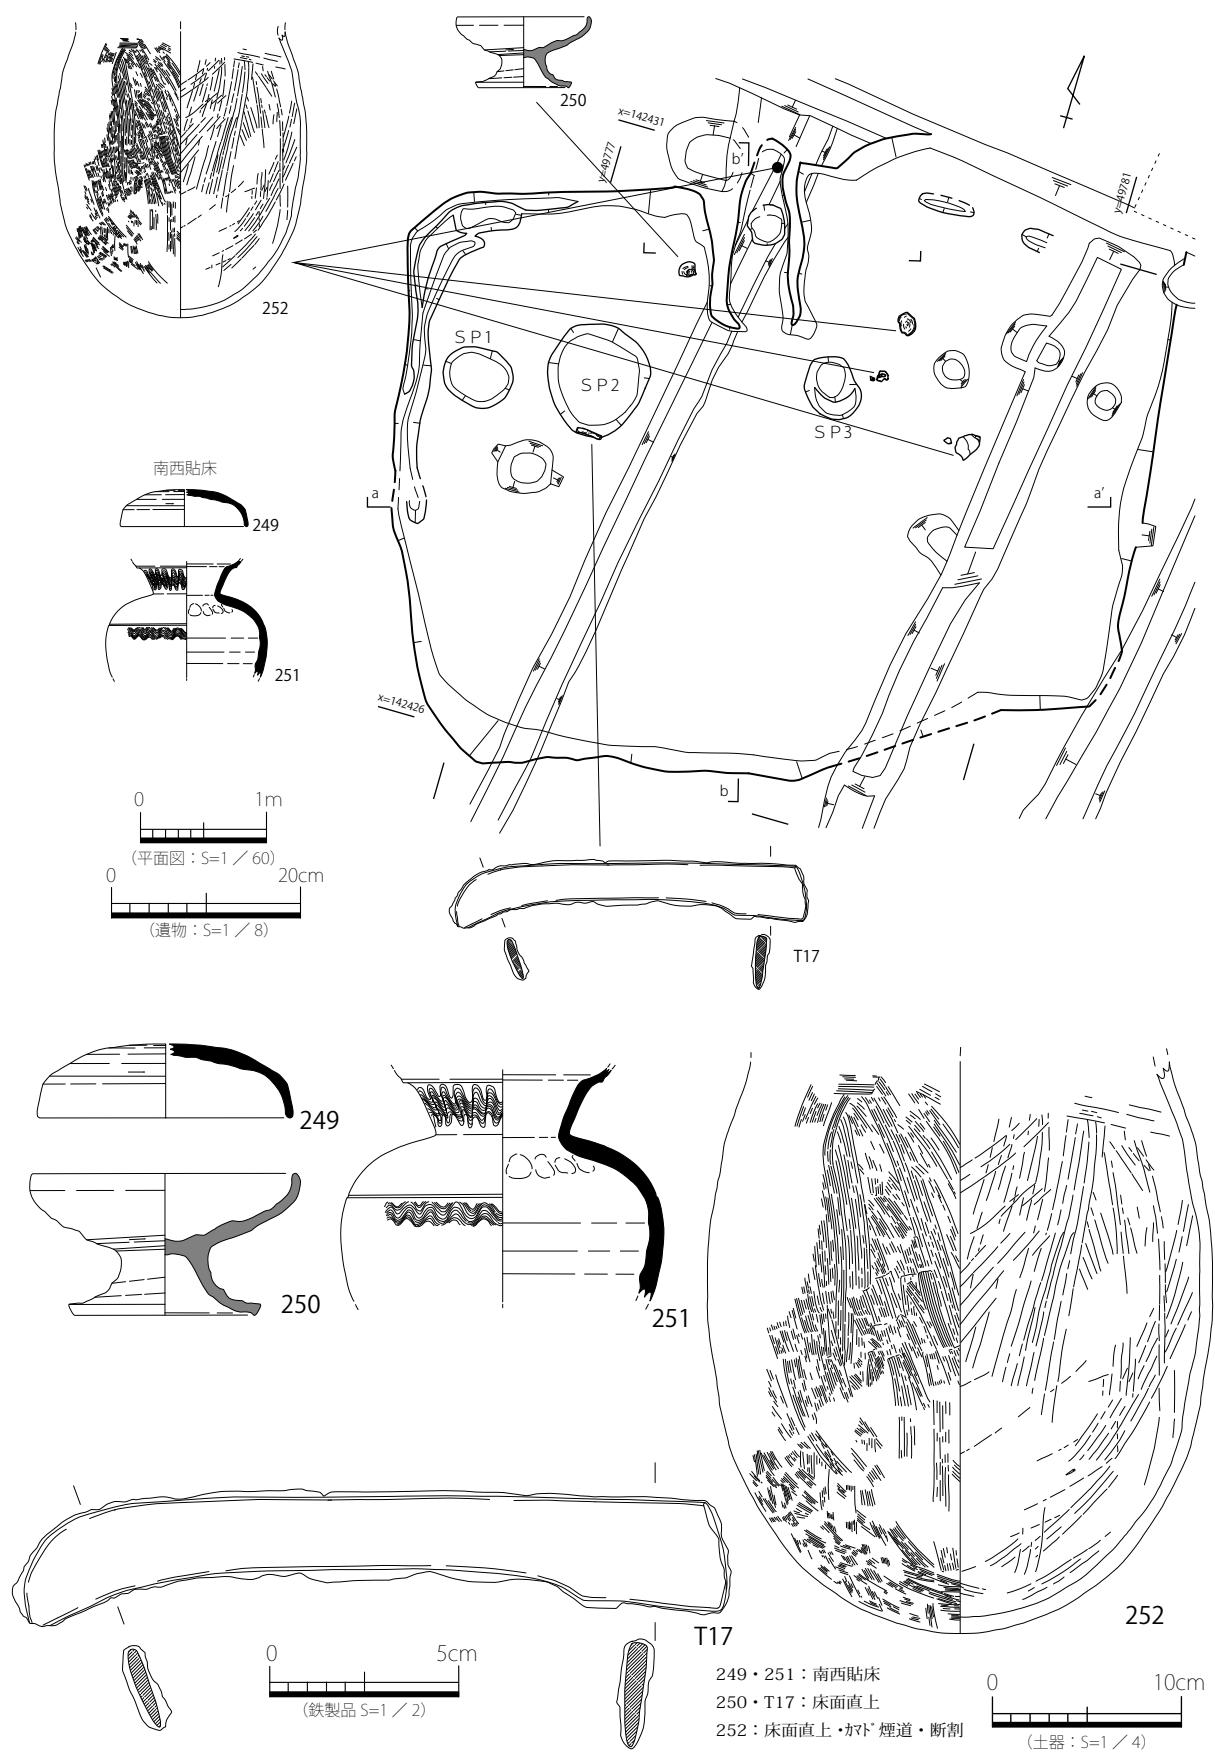 250
x=142431
y=49777
y=49781
b’
252
SP1
SP2
SP3
南西貼床
249
251
a
a’
x=142426
b
0 1m
（平面図：S=1 ／ 60）
0 20cm
（遺物：S=1 ／ 8）
T17
249
250
251
252
T17
0 5cm
（鉄製品 S=1 ／ 2）
249・251：南西貼床
250・T17：床面直上
252：床面直上・ｶﾏﾄﾞ煙道・断割
0 10cm
（土器：S=1 ／ 4）